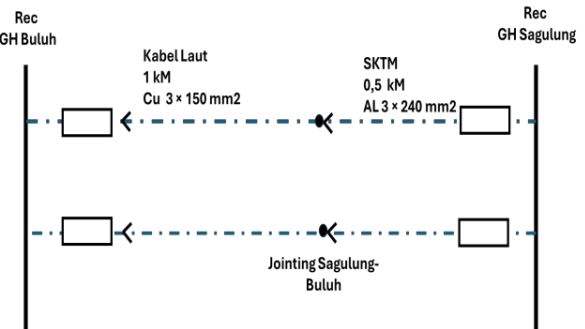 Rec
GH Buluh
Rec
GH Sagulung
Kabel Laut
1 kM
Cu 3 × 150 mm2
SKTM
0,5 kM
AL 3 × 240 mm2
Jointing Sagulung-
Buluh